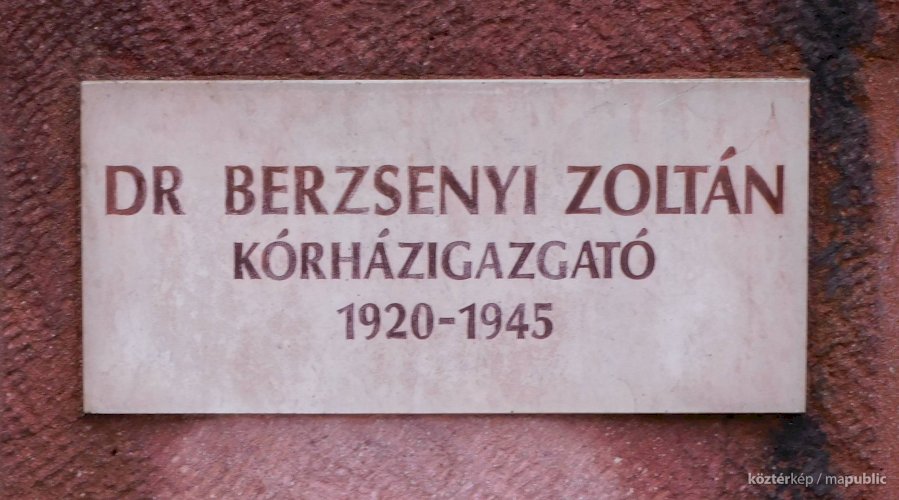 DR BERZSENYI ZOLTÁN
KÓRHÁZIGAZGATÓ
1920-1945
köztérkép / mapublic